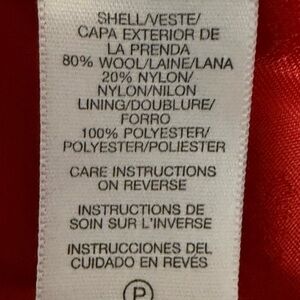 SHELL/VESTE/
CAPA EXTERIOR DE
LA PRENDA
80% WOOL/LAINE/LANA
20% NYLON/
NYLON/NILON
LINING/DOUBLURE/
FORRO
100% POLYESTER/
POLYESTER/POLIESTER
CARE INSTRUCTIONS
ON REVERSE
INSTRUCTIONS DE
SOIN SUR L'INVERSE
INSTRUCCIONES DEL
CUIDADO EN REVÉS
P